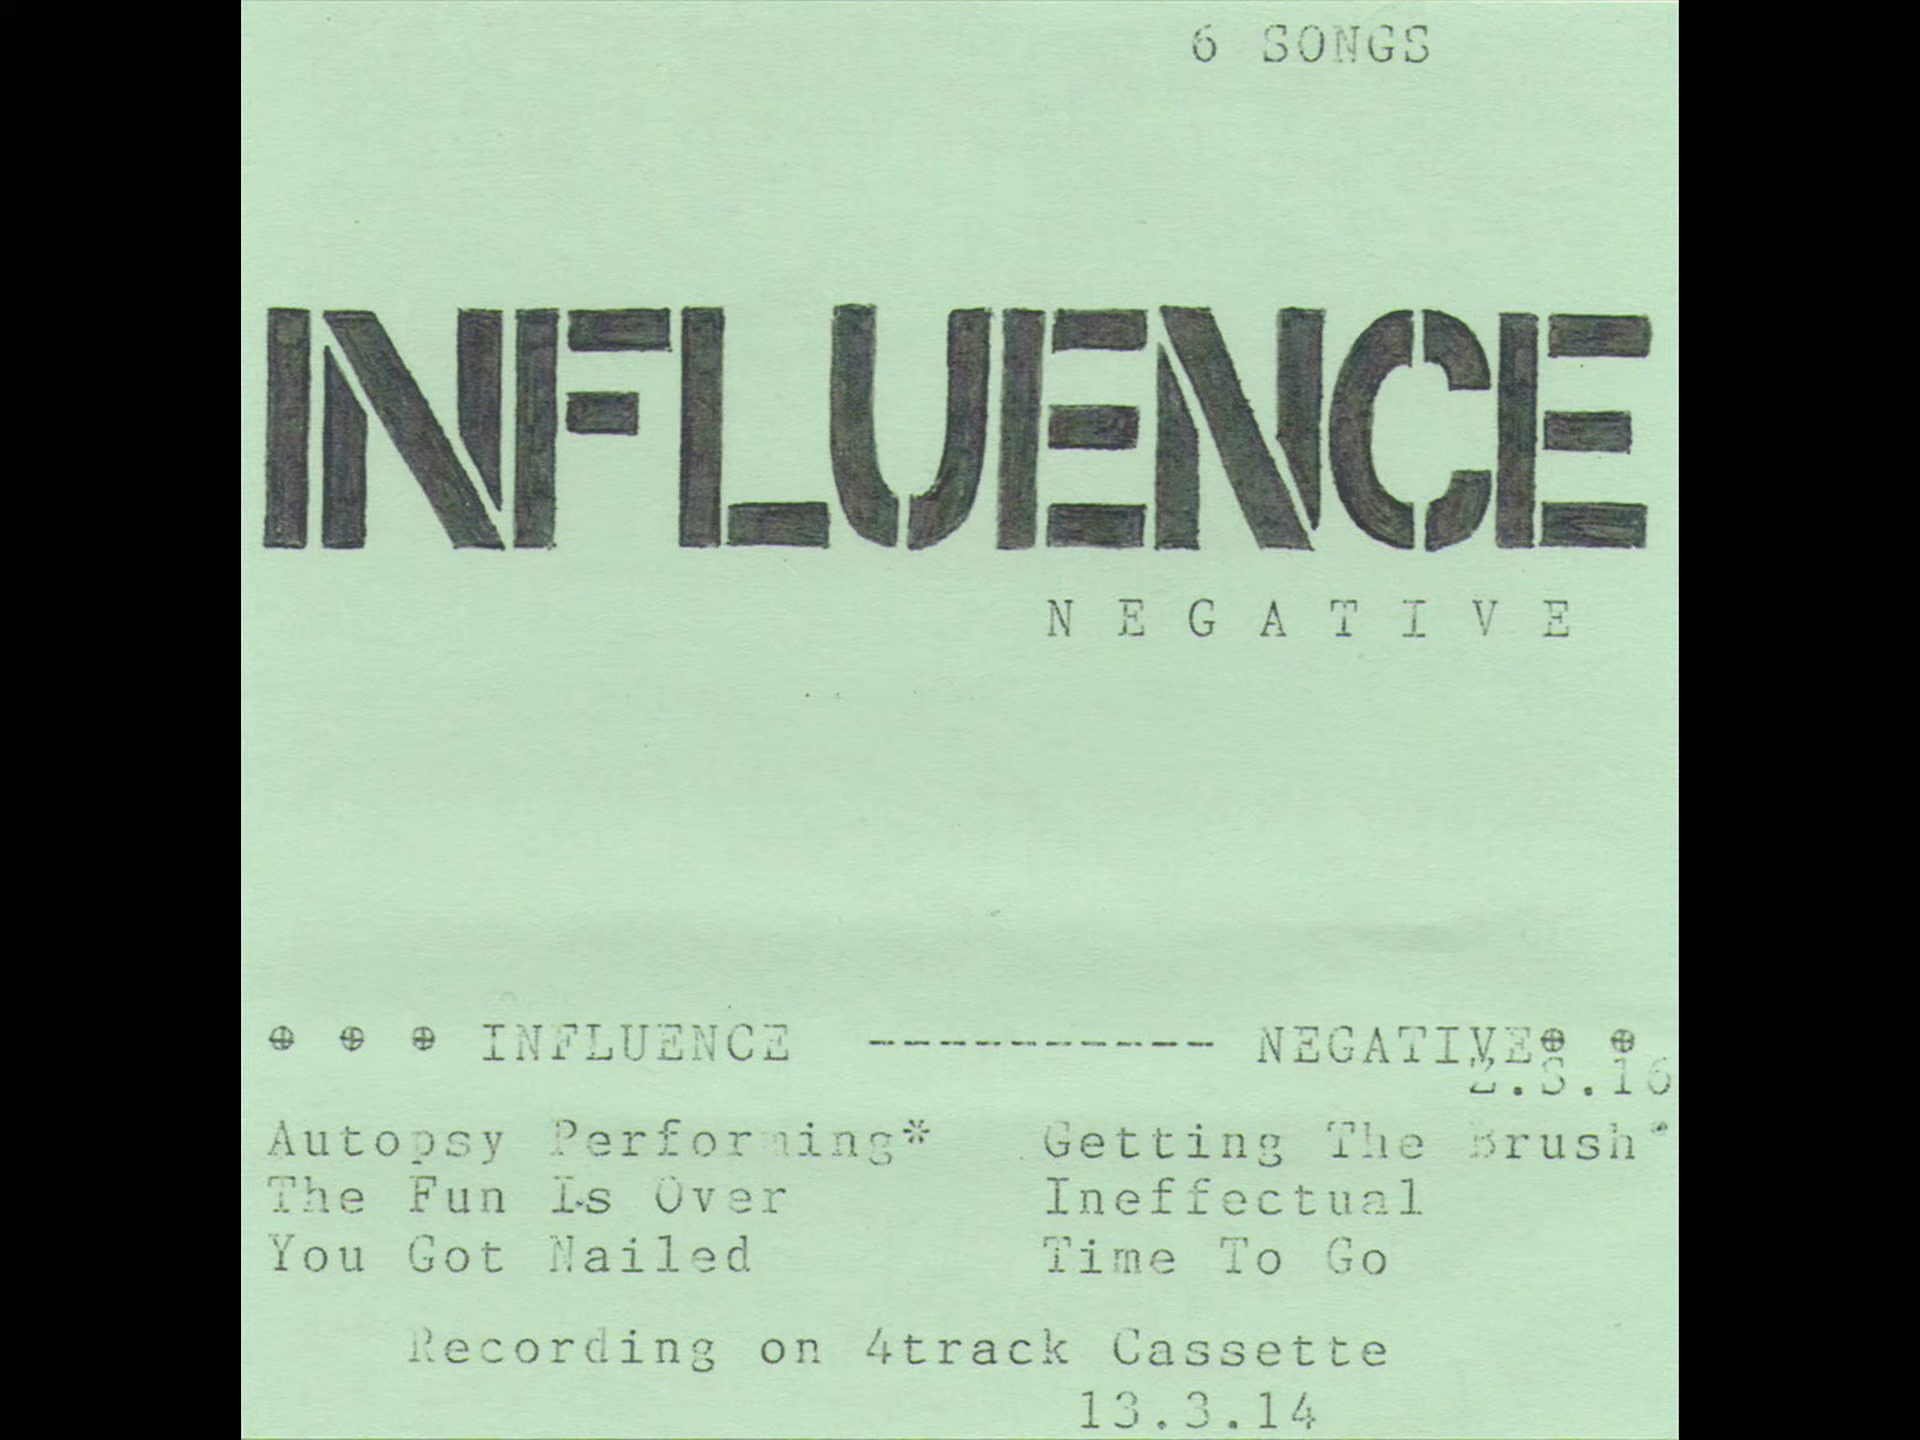 6 SONGS
INFLUENCE
NEGATIVE
⊕ ⊕ ⊕ INFLUENCE ---------- NEGATIVE⊕ ⊕
2.3.16
Autopsy Performing* Getting The Brush*
The Fun Is Over Ineffectual
You Got Nailed Time To Go
Recording on 4track Cassette
13.3.14